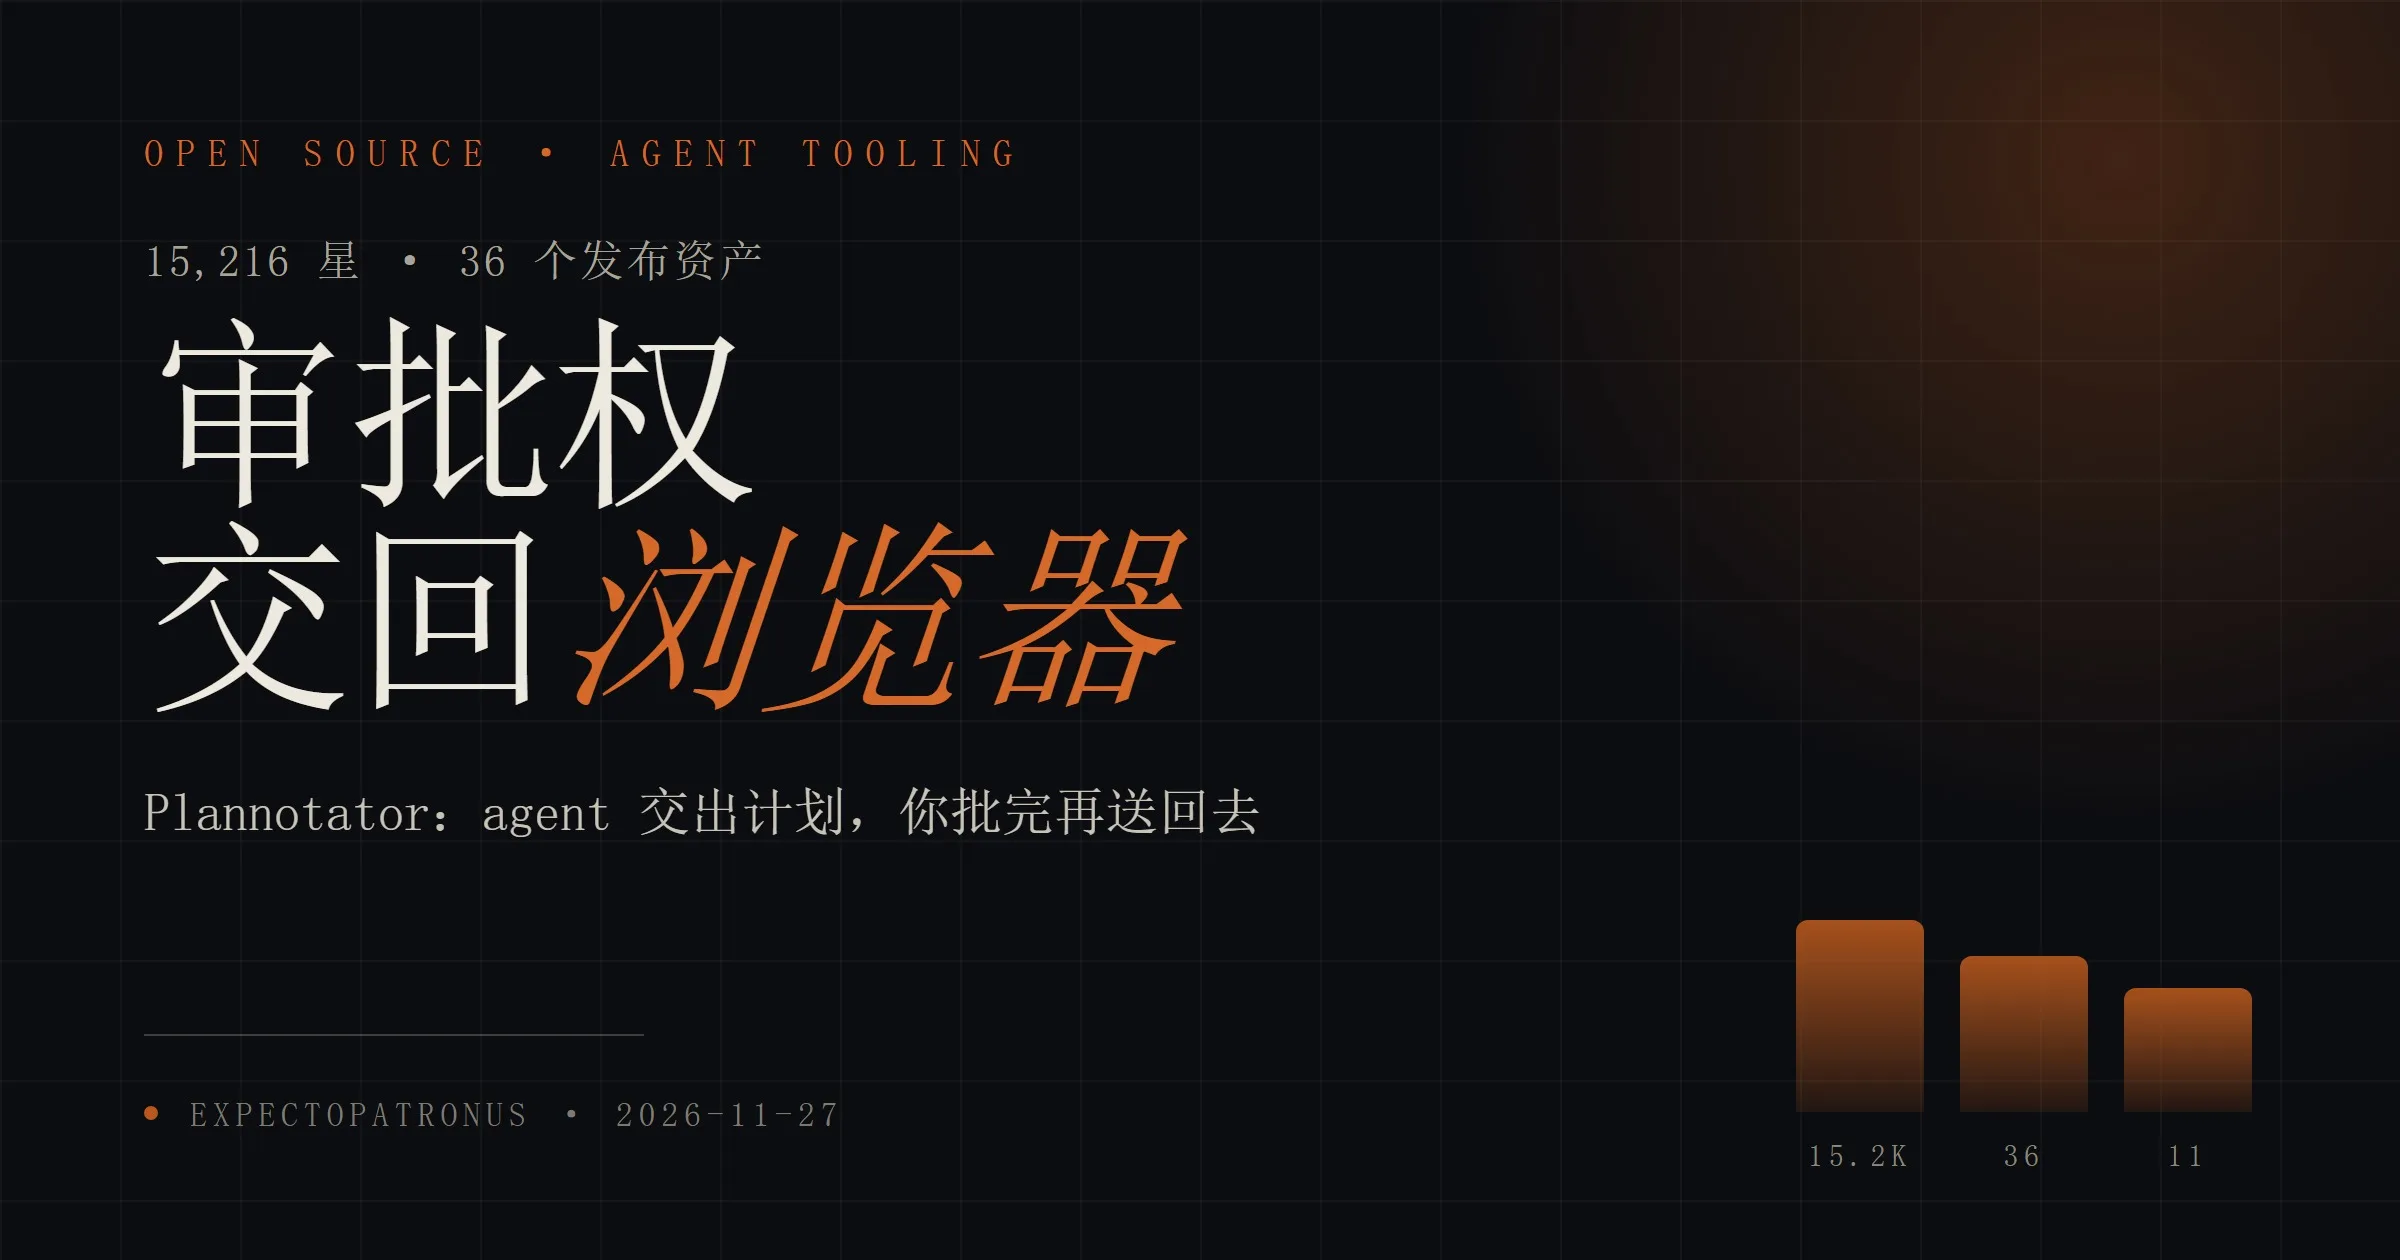 OPEN SOURCE • AGENT TOOLING
15,216 星 • 36 个发布资产
审批权
交回浏览器
Plannotator：agent 交出计划，你批完再送回去
EXPECTOPATRONUS • 2026-11-27
15.2K 36 11